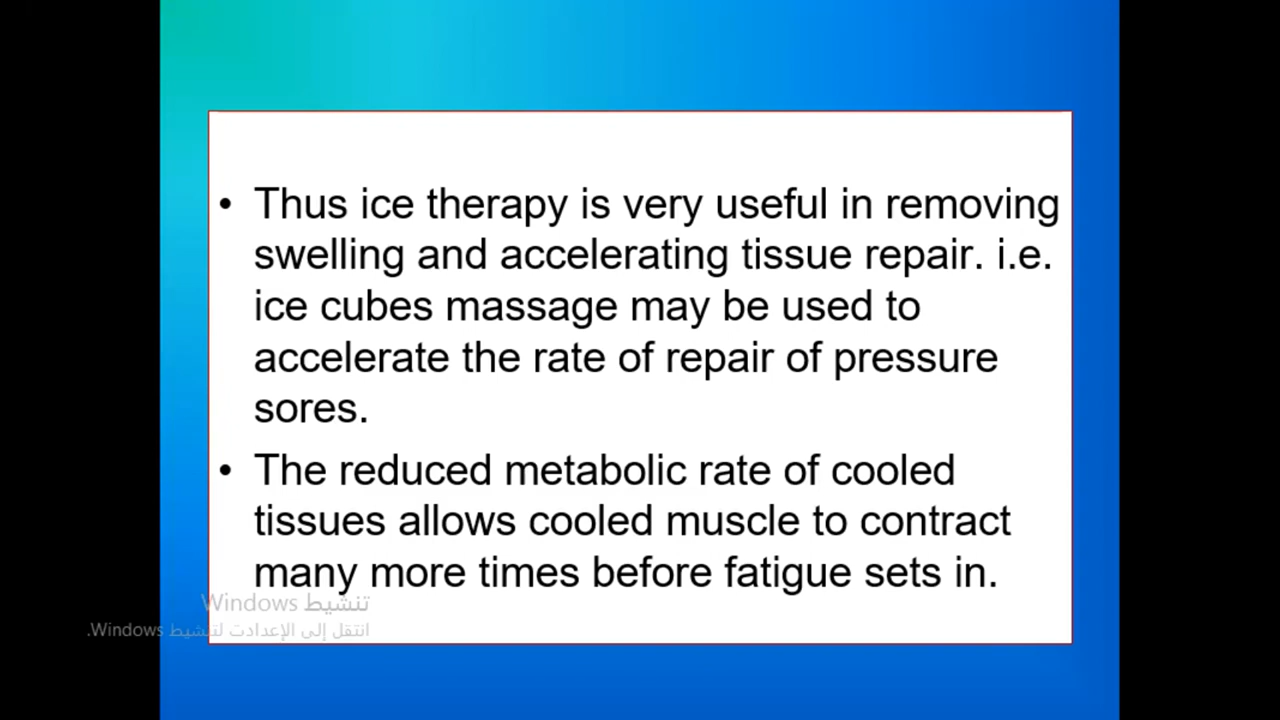 • Thus ice therapy is very useful in removing
swelling and accelerating tissue repair. i.e.
ice cubes massage may be used to
accelerate the rate of repair of pressure
sores.
• The reduced metabolic rate of cooled
tissues allows cooled muscle to contract
many more times before fatigue sets in.
تنشيط Windows
انتقل إلى الإعدادت لتنشيط Windows.